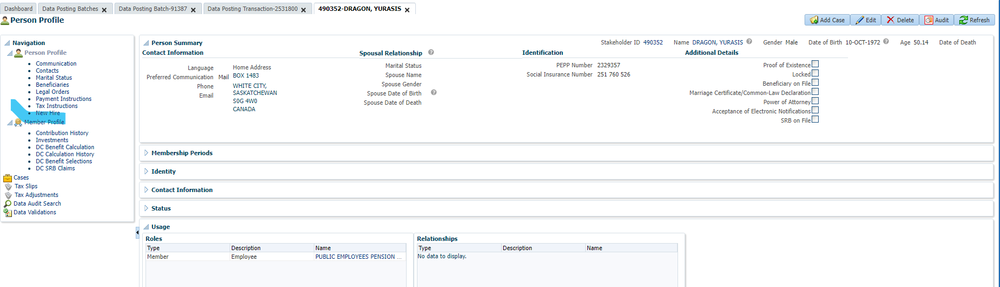 Dashboard Data Posting Batches Data Posting Batch-91387 Data Posting Transaction-2531800 490352-DRAGON, YURASIS
Person Profile
Add Case Edit Delete Audit Refresh
Navigation
Person Profile
Communication
Contacts
Marital Status
Beneficiaries
Legal Orders
Payment Instructions
Tax Instructions
New Hire
Member Profile
Contribution History
Investments
DC Benefit Calculation
DC Calculation History
DC Benefit Selections
DC SRB Claims
Cases
Tax Slips
Tax Adjustments
Data Audit Search
Data Validations
Person Summary
Stakeholder ID 490352 Name DRAGON, YURASIS Gender Male Date of Birth 10-OCT-1972 Age 50.14 Date of Death
Contact Information
Language
Preferred Communication Mail
Phone
Email
Home Address
BOX 1483
WHITE CITY,
SASKATCHEWAN
S0G 4W0
CANADA
Spousal Relationship
Marital Status
Spouse Name
Spouse Gender
Spouse Date of Birth
Spouse Date of Death
Identification
PEPP Number 2329357
Social Insurance Number 251 760 526
Additional Details
Proof of Existence
Locked
Beneficiary on File
Marriage Certificate/Common-Law Declaration
Power of Attorney
Acceptance of Electronic Notifications
SRB on File
Membership Periods
Identity
Contact Information
Status
Usage
Roles
Type Description Name
Member Employee PUBLIC EMPLOYEES PENSION ...
Relationships
Type Description Name
No data to display.